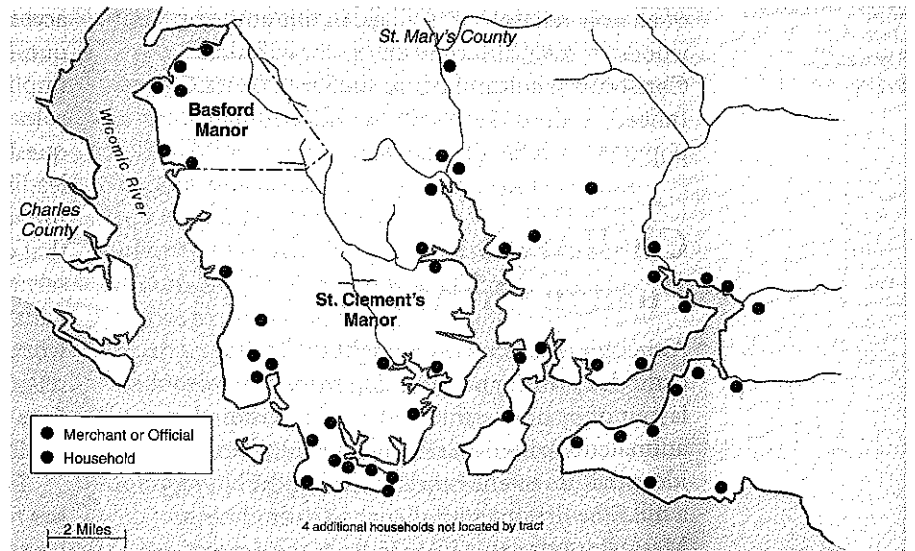 St. Mary's County
Basford
Manor
Wicomic River
Charles
County
St. Clement's
Manor
Merchant or Official
Household
2 Miles
4 additional households not located by tract